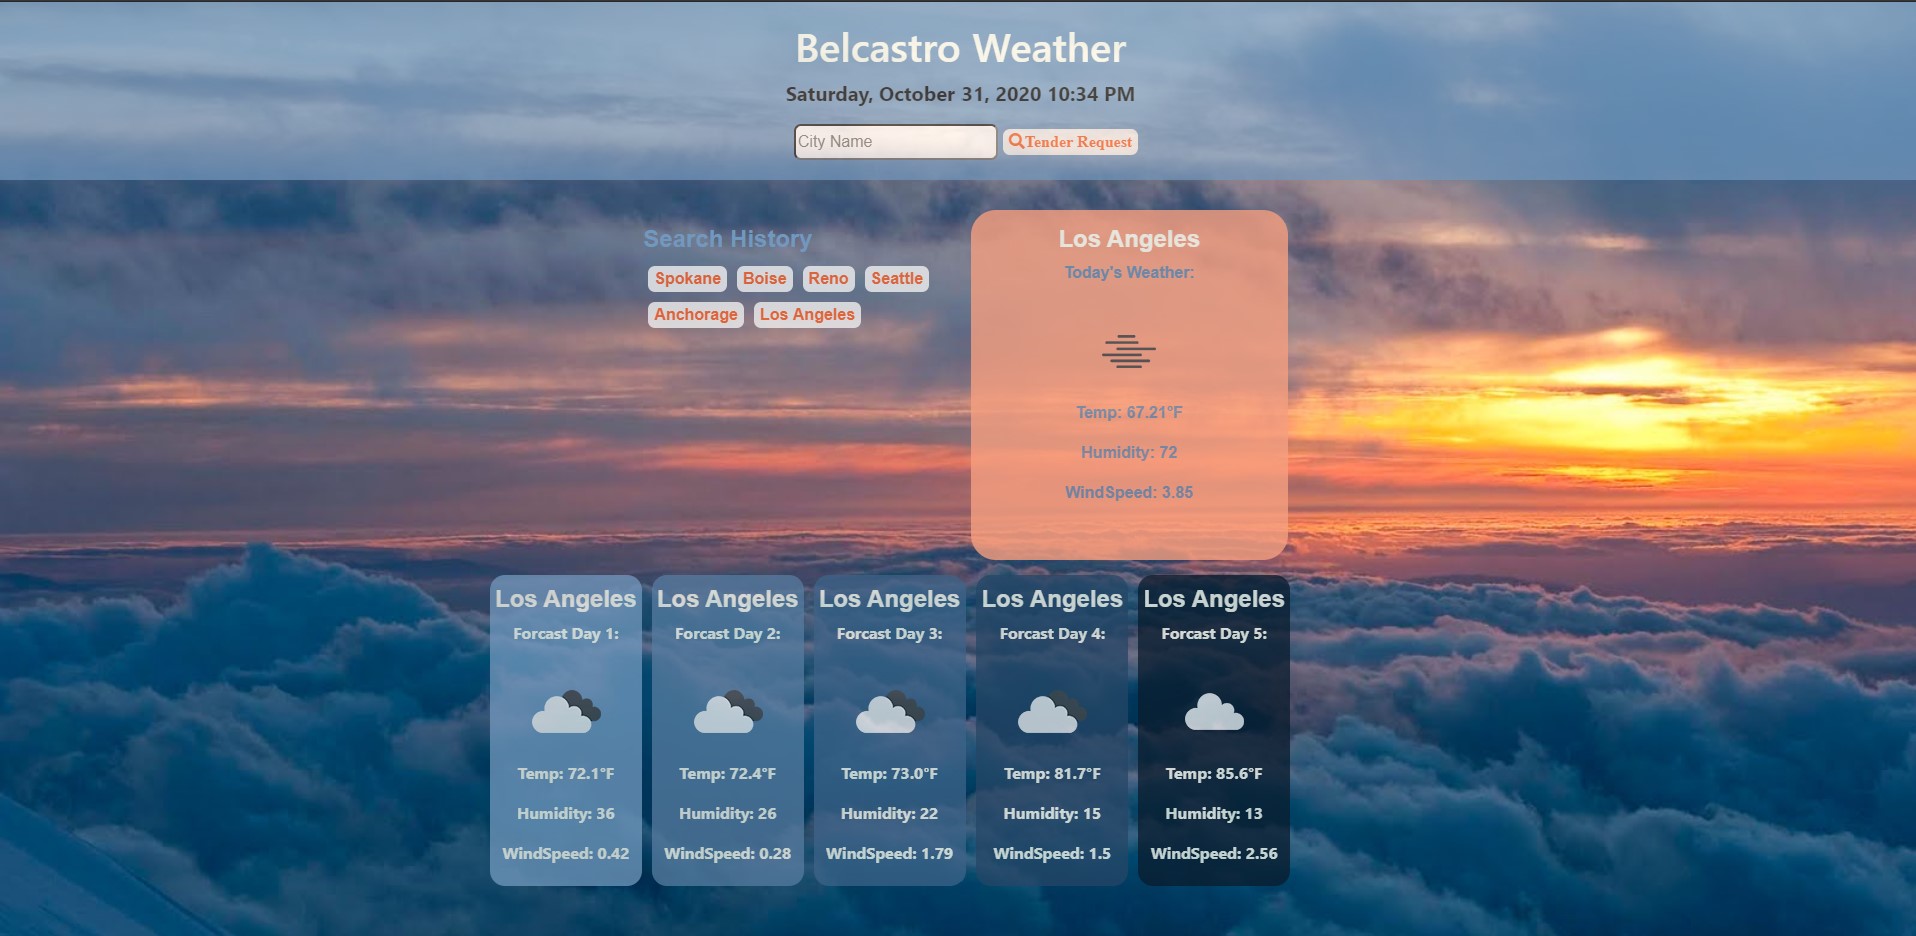 Belcastro Weather
Saturday, October 31, 2020 10:34 PM
City Name
Tender Request
Search History
Spokane Boise Reno Seattle
Anchorage Los Angeles
Los Angeles
Today's Weather:
Temp: 67.21°F
Humidity: 72
WindSpeed: 3.85
Los Angeles
Forcast Day 1:
Temp: 72.1°F
Humidity: 36
WindSpeed: 0.42
Los Angeles
Forcast Day 2:
Temp: 72.4°F
Humidity: 26
WindSpeed: 0.28
Los Angeles
Forcast Day 3:
Temp: 73.0°F
Humidity: 22
WindSpeed: 1.79
Los Angeles
Forcast Day 4:
Temp: 81.7°F
Humidity: 15
WindSpeed: 1.5
Los Angeles
Forcast Day 5:
Temp: 85.6°F
Humidity: 13
WindSpeed: 2.56